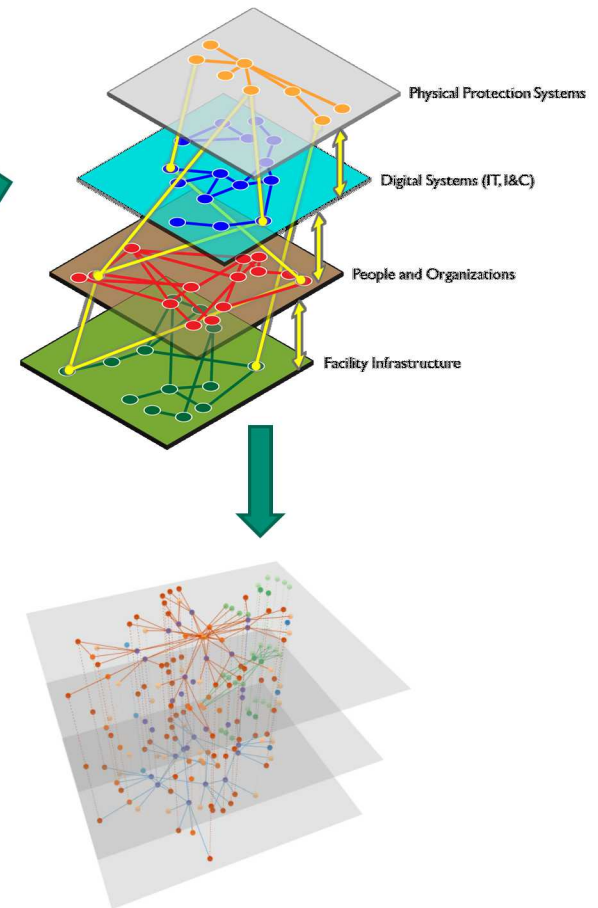 Physical Protection Systems
Digital Systems (IT, I&C)
People and Organizations
Facility Infrastructure